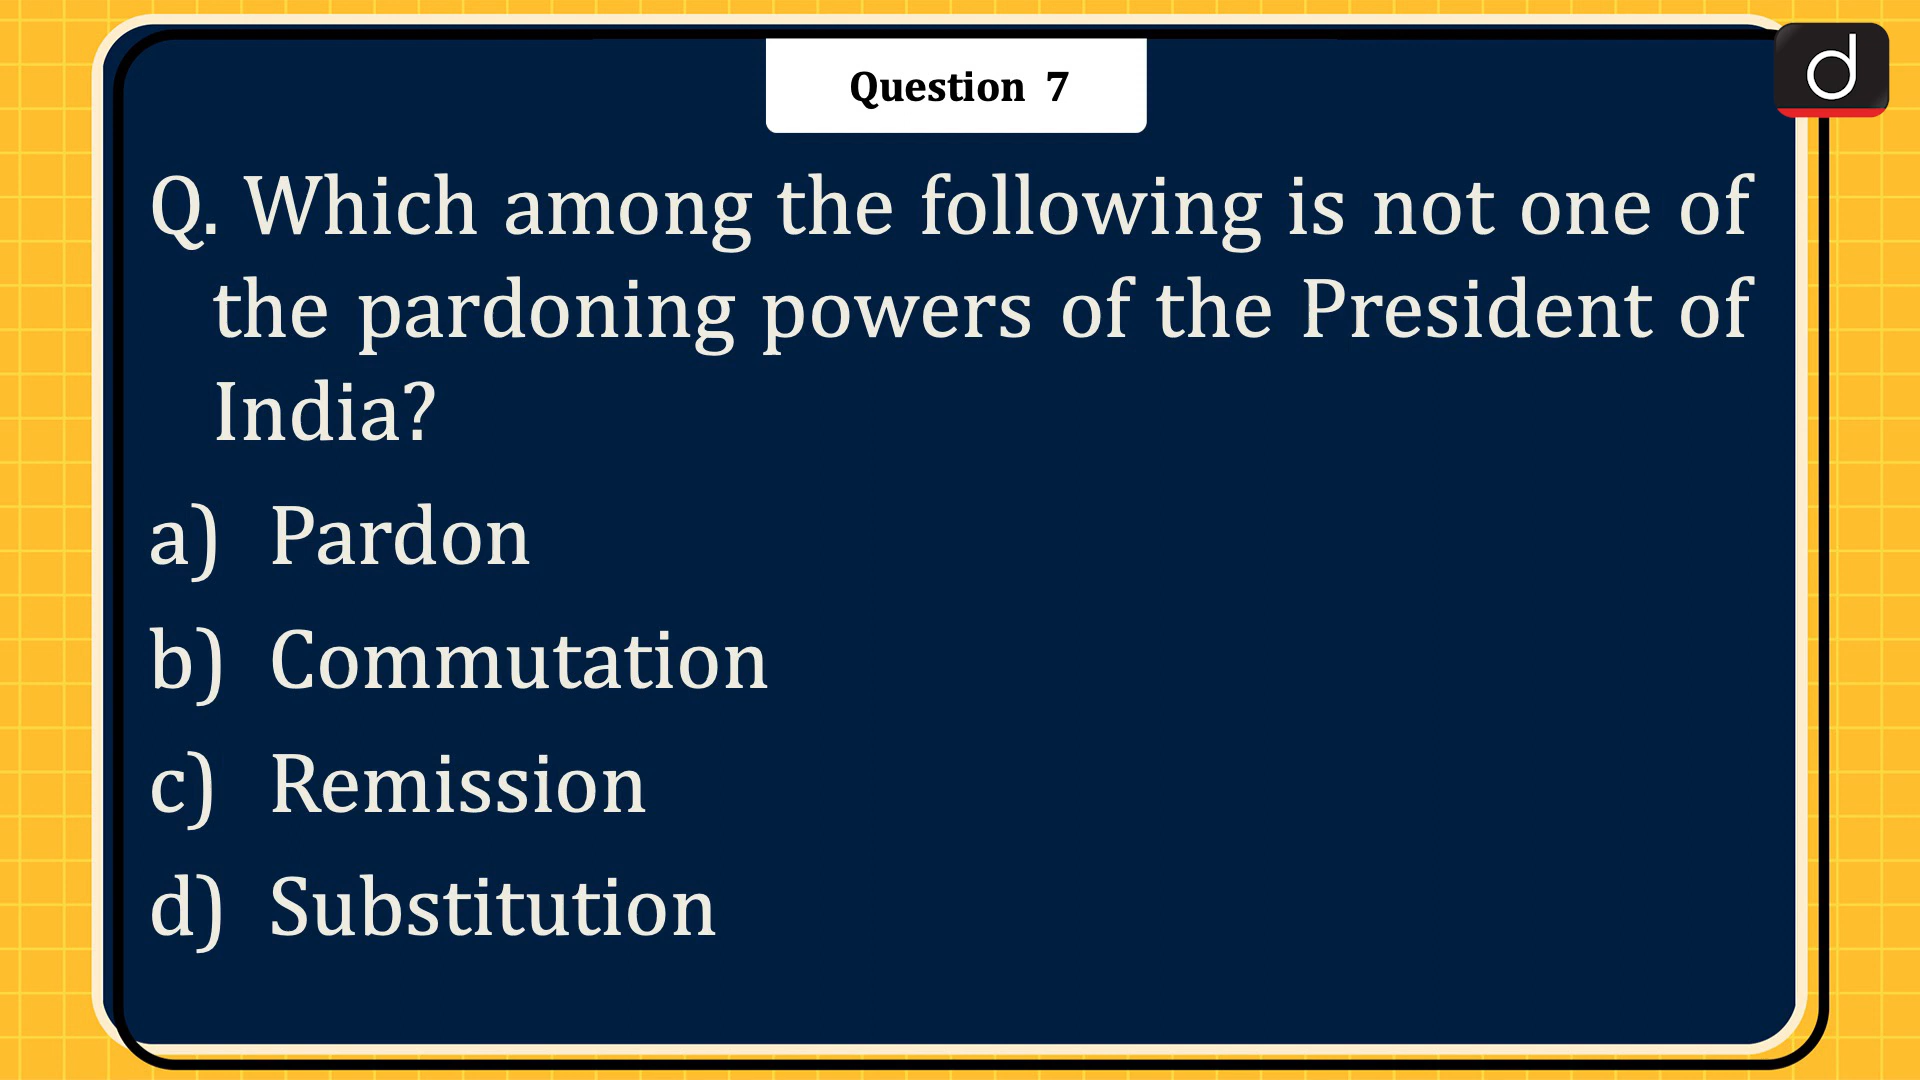 Question 7
Q. Which among the following is not one of
the pardoning powers of the President of
India?
a) Pardon
b) Commutation
c) Remission
d) Substitution